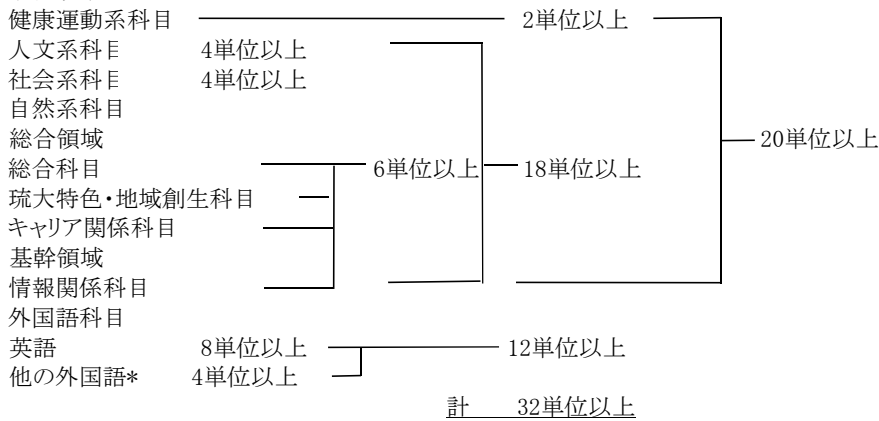 健康運動系科目 2単位以上
人文系科目 4単位以上
社会系科目 4単位以上
自然系科目
総合領域 20単位以上
総合科目 6単位以上 18単位以上
琉大特色・地域創生科目
キャリア関係科目
基幹領域
情報関係科目
外国語科目
英語 8単位以上 12単位以上
他の外国語* 4単位以上
計 32単位以上